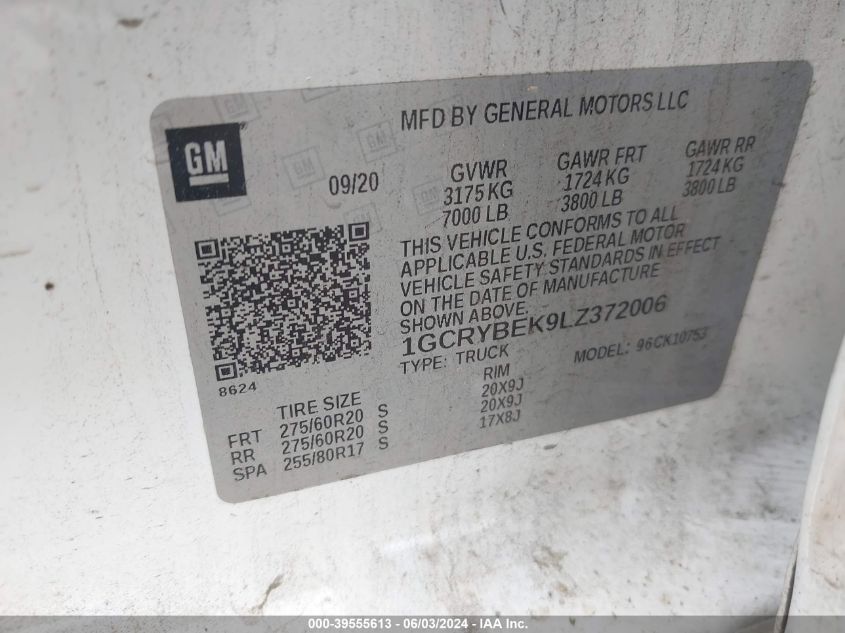 MFD BY GENERAL MOTORS LLC
GM
09/20
GVWR GAWR FRT GAWR RR
3175 KG 1724 KG 1724 KG
7000 LB 3800 LB 3800 LB
THIS VEHICLE CONFORMS TO ALL
APPLICABLE U.S. FEDERAL MOTOR
VEHICLE SAFETY STANDARDS IN EFFECT
ON THE DATE OF MANUFACTURE
SHOWN ABOVE.
1GCRYBEK9LZ372006
TYPE: TRUCK MODEL: 96CK10753
8624
TIRE SIZE RIM
FRT 275/60R20 S 20X9J
RR 275/60R20 S 20X9J
SPA 255/80R17 S 17X8J
000-39555613 - 06/03/2024 - IAA Inc.